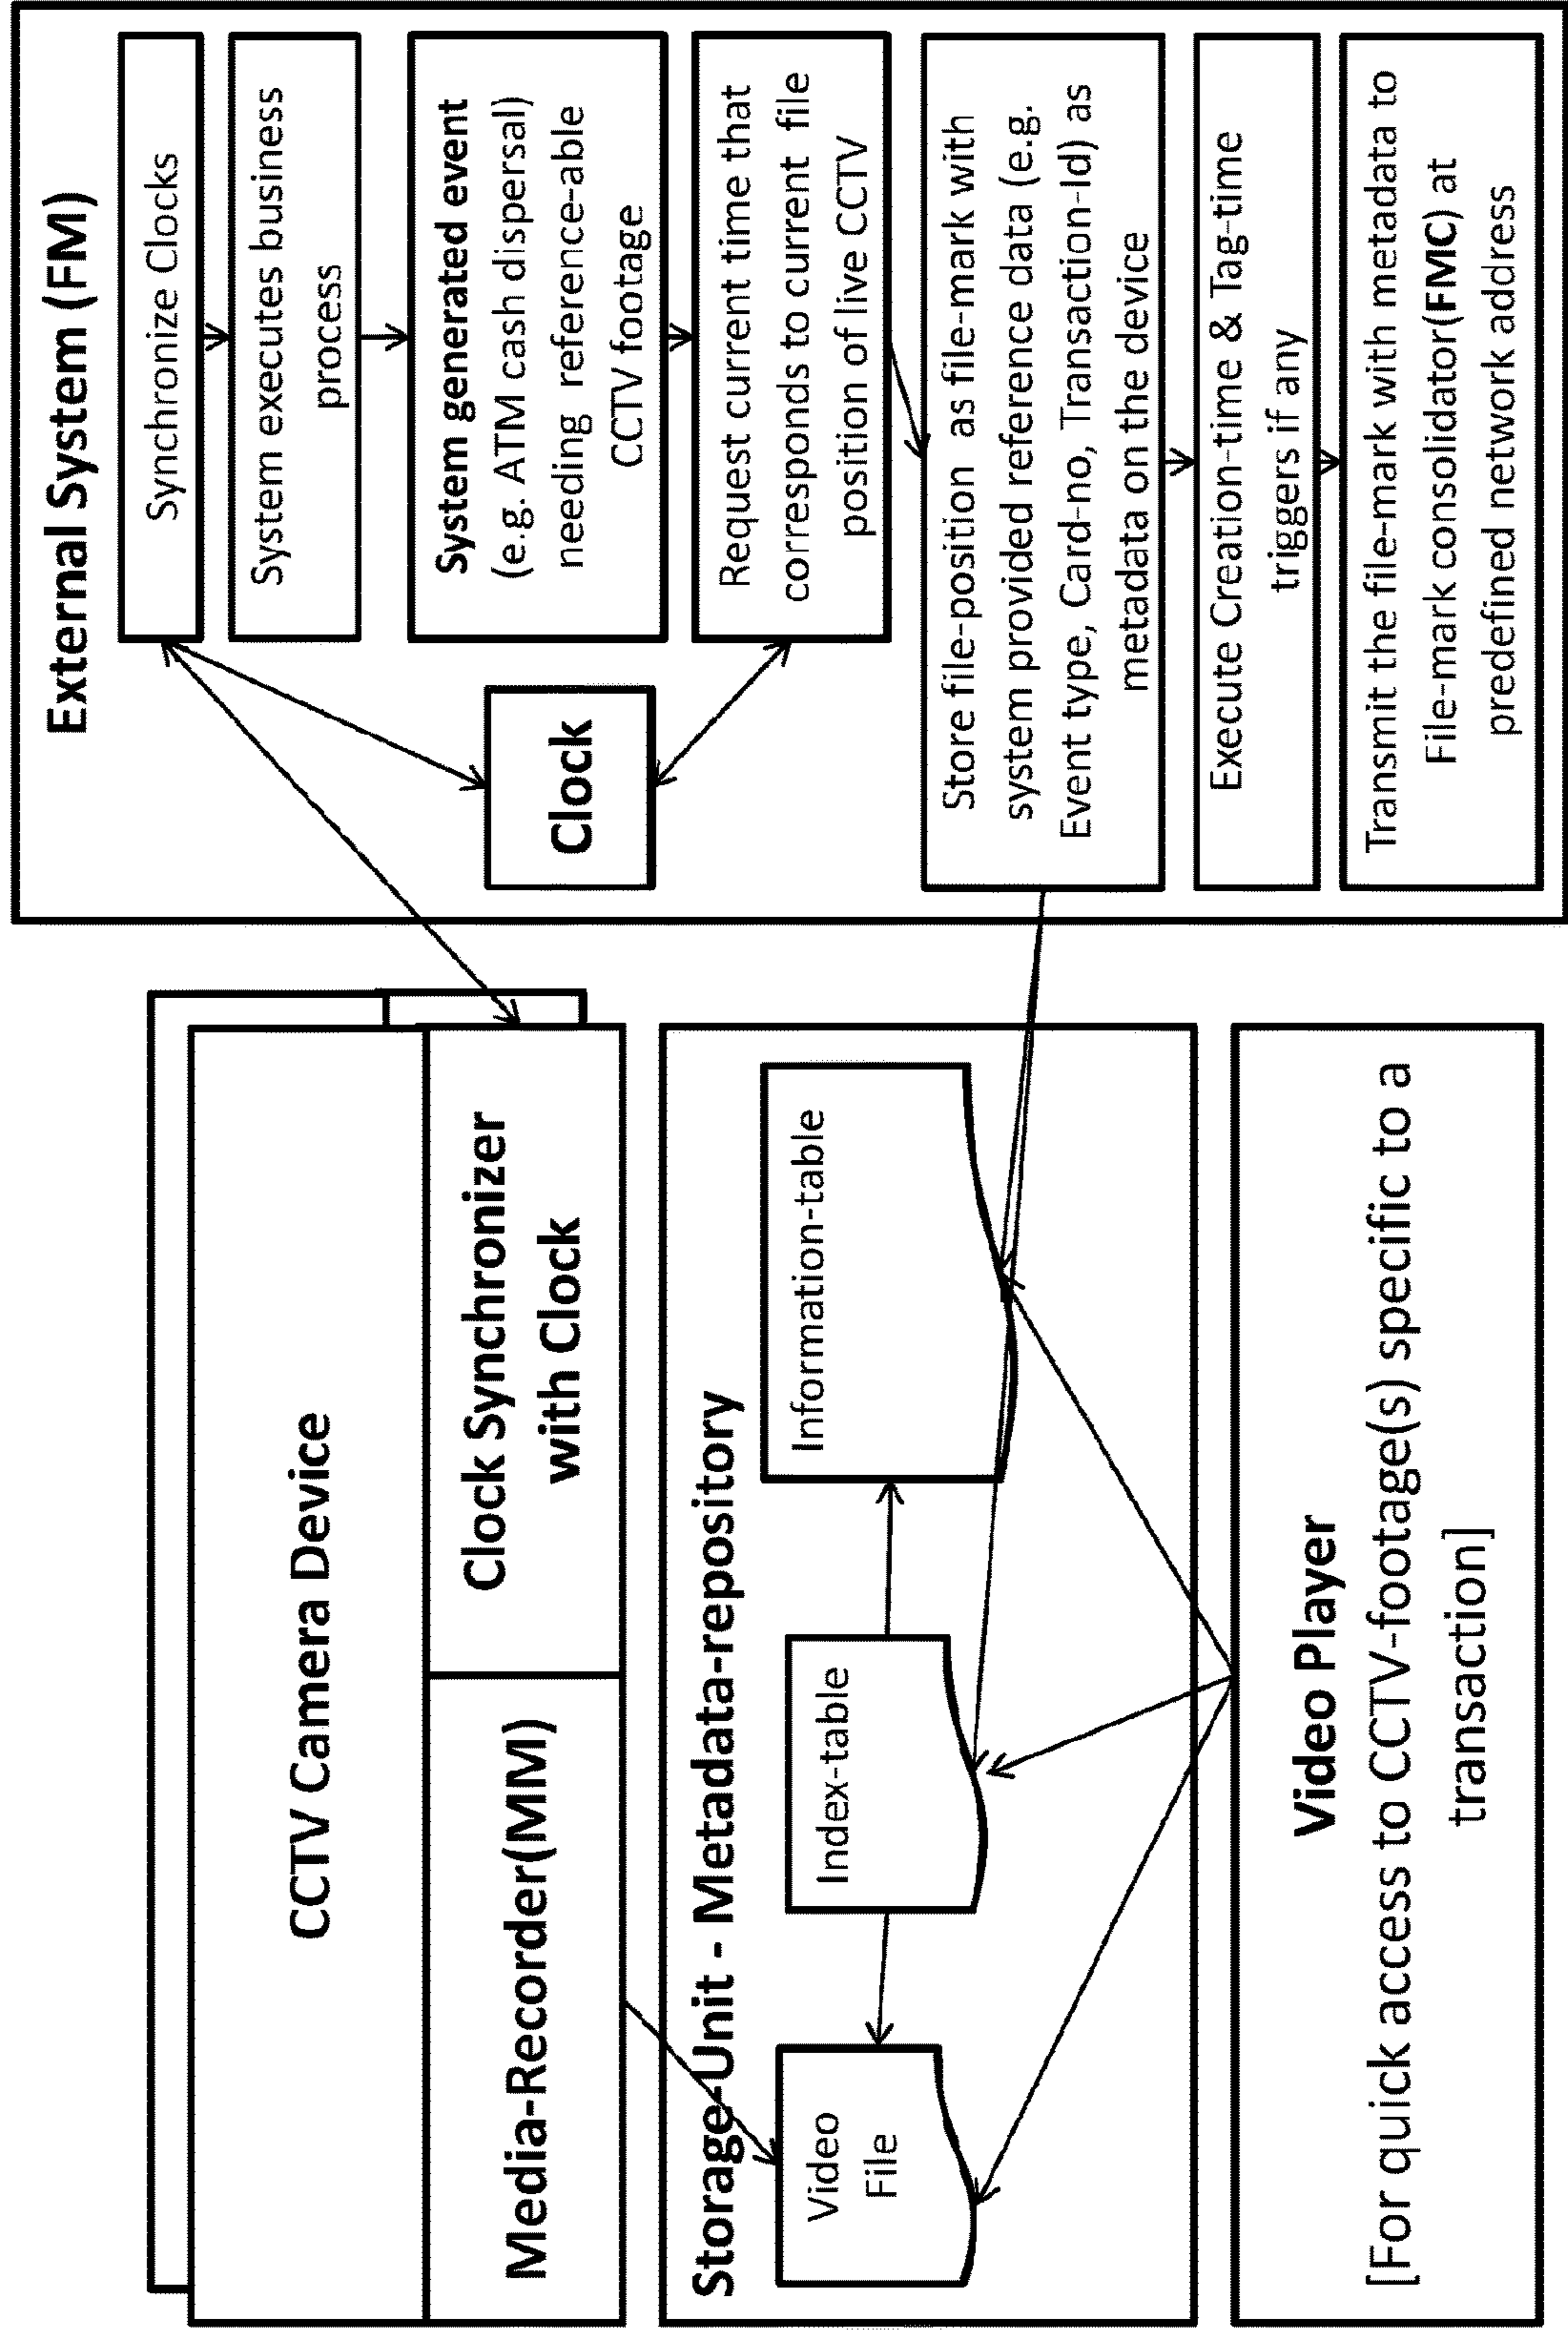 CCTV Camera Device
Media-Recorder(MM)
Clock Synchronizer
with Clock
Storage-Unit - Metadata-repository
Video
File
Index-table
Information-table
Video Player
[For quick access to CCTV-footage(s) specific to a
transaction]
External System (FM)
Synchronize Clocks
System executes business
process
System generated event
(e.g. ATM cash dispersal)
needing reference-able
CCTV footage
Clock
Request current time that
corresponds to current file
position of live CCTV
Store file-position as file-mark with
system provided reference data (e.g.
Event type, Card-no, Transaction-Id) as
metadata on the device
Execute Creation-time & Tag-time
triggers if any
Transmit the file-mark with metadata to
File-mark consolidator(FMC) at
predefined network address